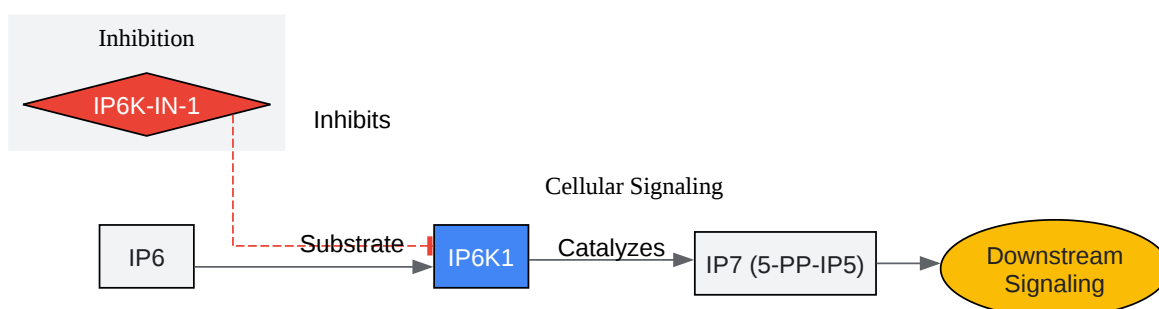 Inhibition
IP6K-IN-1
Inhibits
Cellular Signaling
IP6
Substrate
IP6K1
Catalyzes
IP7 (5-PP-IP5)
Downstream
Signaling